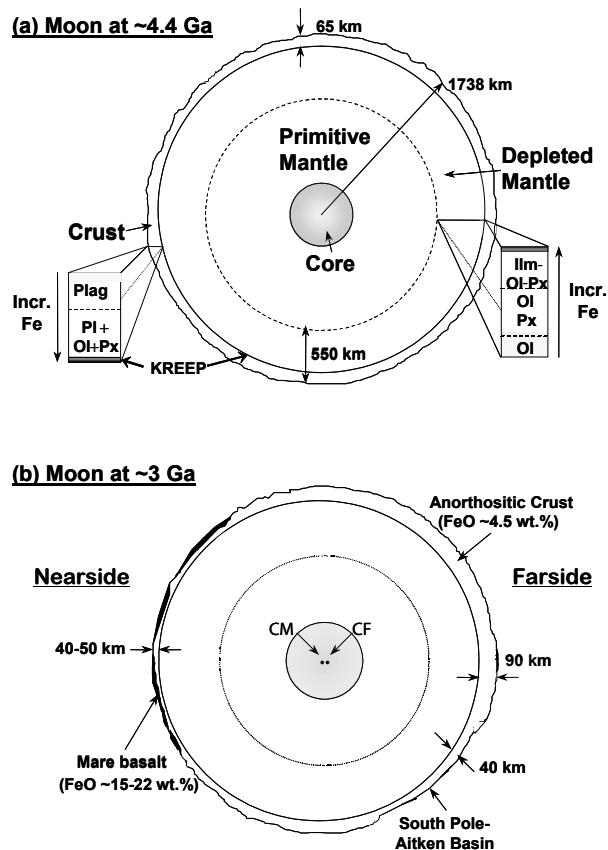 (a) Moon at ~4.4 Ga
65 km
1738 km
Primitive
Mantle
Depleted
Mantle
Crust
Core
Incr.
Fe
Plag
Pl +
Ol+Px
KREEP
550 km
Ilm-
Ol-Px
Ol
Px
Ol
Incr.
Fe
(b) Moon at ~3 Ga
Anorthositic Crust
(FeO ~4.5 wt.%)
Nearside
Farside
CM
CF
40-50 km
90 km
Mare basalt
(FeO ~15-22 wt.%)
40 km
South Pole-
Aitken Basin